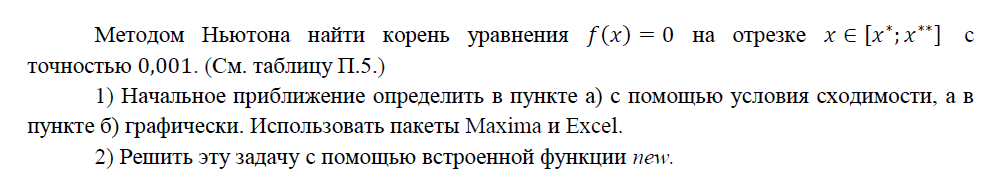 Методом Ньютона найти корень уравнения f(x) = 0 на отрезке x ∈ [x*; x**] с
точностью 0,001. (См. таблицу П.5.)
1) Начальное приближение определить в пункте а) с помощью условия сходимости, а в
пункте б) графически. Использовать пакеты Maxima и Excel.
2) Решить эту задачу с помощью встроенной функции new.